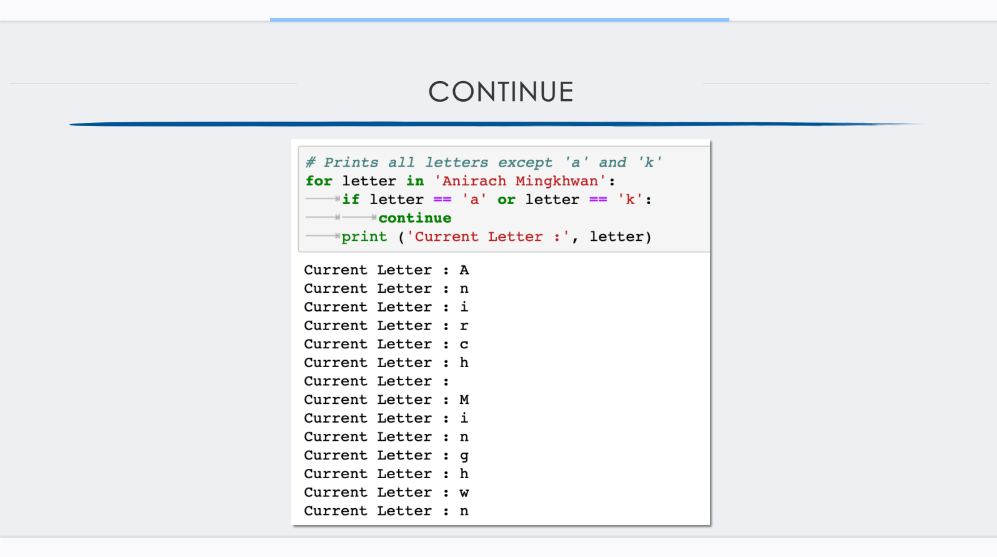 CONTINUE
# Prints all letters except 'a' and 'k'
for letter in 'Anirach Mingkhwan':
if letter == 'a' or letter == 'k':
continue
print ('Current Letter :', letter)
Current Letter : A
Current Letter : n
Current Letter : i
Current Letter : r
Current Letter : c
Current Letter : h
Current Letter :
Current Letter : M
Current Letter : i
Current Letter : n
Current Letter : g
Current Letter : h
Current Letter : w
Current Letter : n